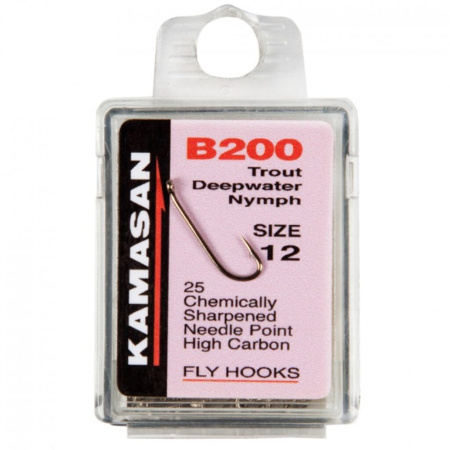 KAMASAN
B200
Trout
Deepwater
Nymph
SIZE
12
25
Chemically
Sharpened
Needle Point
High Carbon
FLY HOOKS